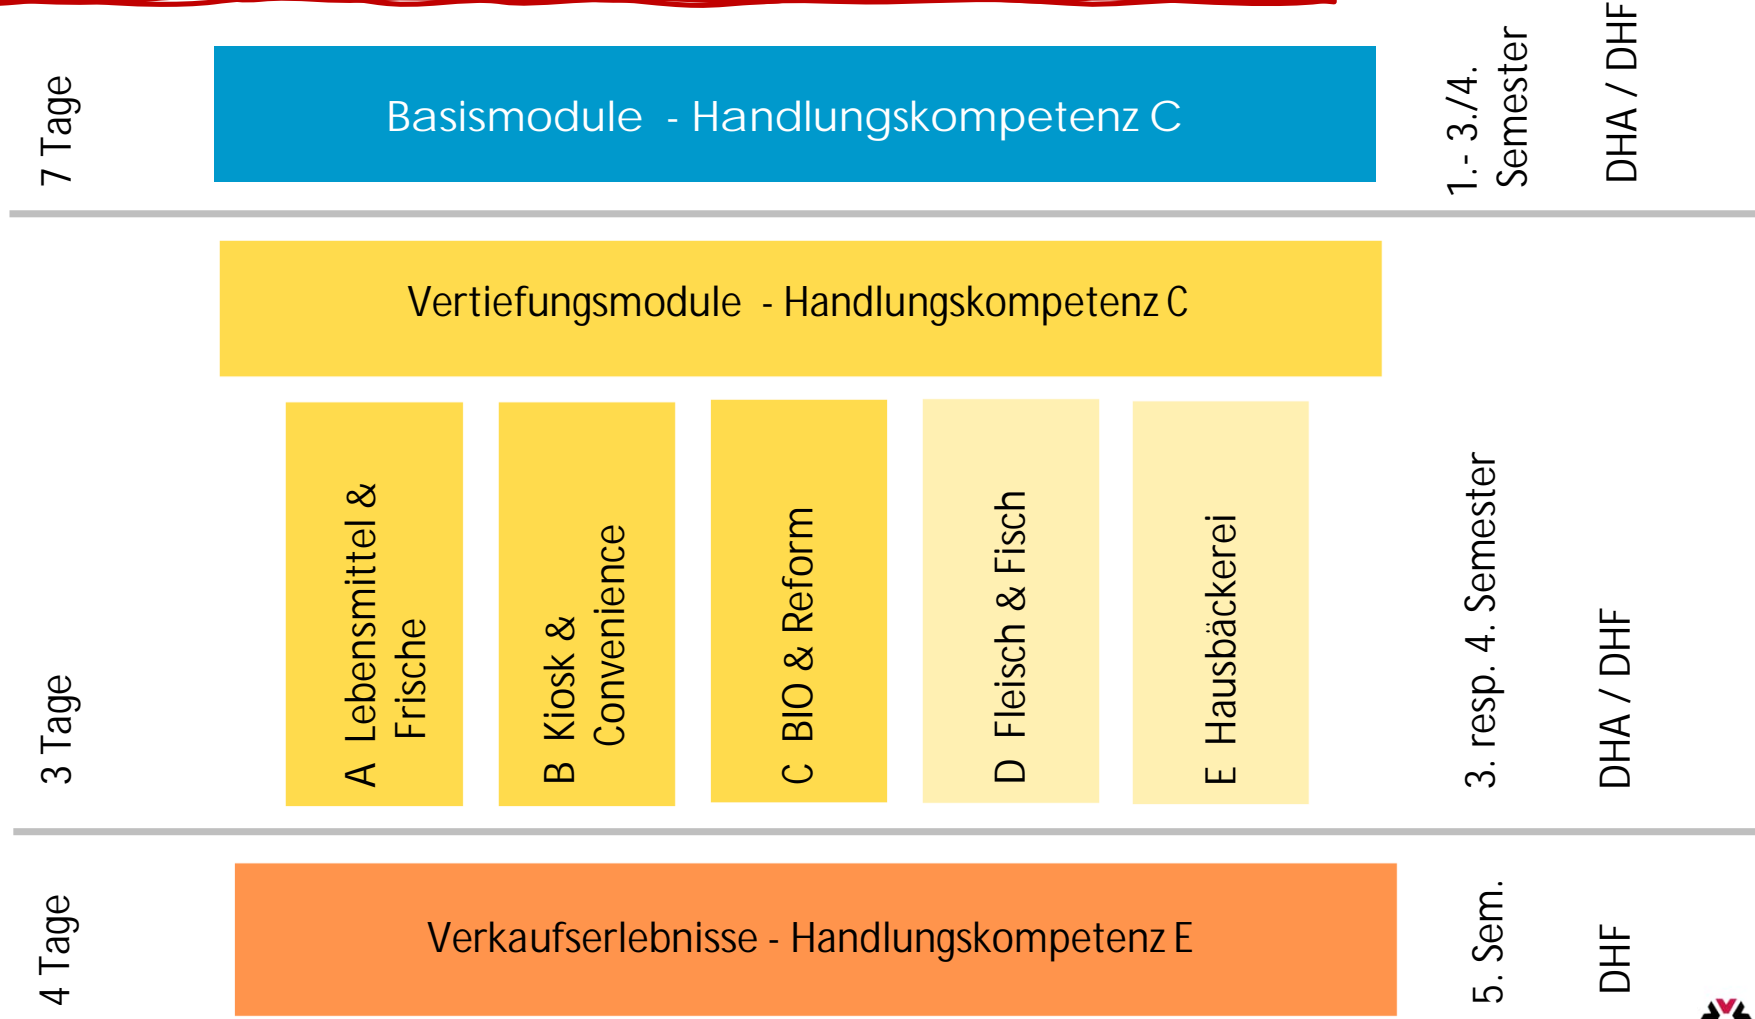 7 Tage
Basismodule - Handlungskompetenz C
1.- 3./4.
Semester
DHA / DHF
Vertiefungsmodule - Handlungskompetenz C
3 Tage
A Lebensmittel &
Frische
B Kiosk &
Convenience
C BIO & Reform
D Fleisch & Fisch
E Hausbäckerei
3. resp. 4. Semester
DHA / DHF
4 Tage
Verkaufserlebnisse - Handlungskompetenz E
5. Sem.
DHF